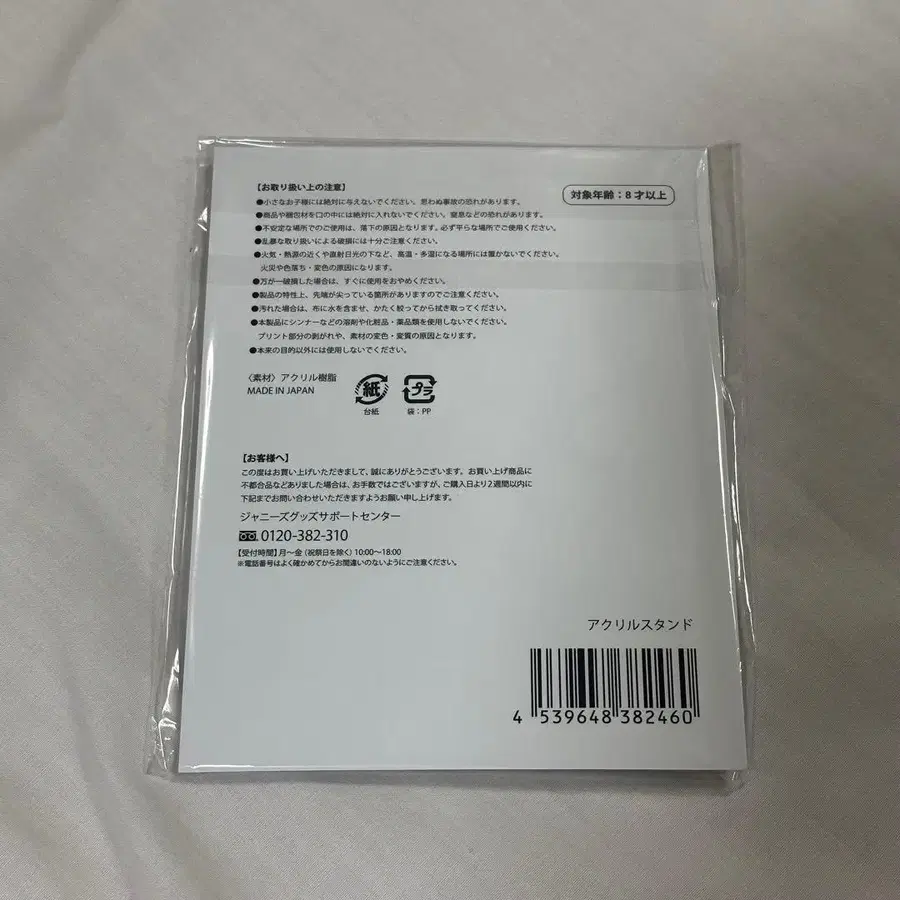 【お取り扱い上の注意】
対象年齢：8才以上
●小さなお子様には絶対に与えないでください。思わぬ事故の恐れがあります。
●商品や梱包材を口の中には絶対に入れないでください。窒息などの恐れがあります。
●不安定な場所でのご使用は、落下の原因となります。必ず平らな場所でご使用ください。
●乱暴な取り扱いによる破損には十分ご注意ください。
●火気・熱源の近くや直射日光の下など、高温・多湿になる場所には置かないでください。
火災や色落ち・変色の原因になります。
●万が一破損した場合は、すぐに使用をおやめください。
●製品の特性上、先端が尖っている箇所がありますのでご注意ください。
●汚れた場合は、布に水を含ませ、かたく絞ってから拭き取ってください。
●本製品にシンナーなどの溶剤や化粧品・薬品類を使用しないでください。
プリント部分の剥がれや、素材の変色・変質の原因となります。
●本来の目的以外には使用しないでください。
〈素材〉アクリル樹脂
MADE IN JAPAN
紙
台紙
プラ
袋：PP
【お客様へ】
この度はお買い上げいただきまして、誠にありがとうございます。お買い上げ商品に
不都合品などありました場合は、お手数ではございますが、ご購入日より2週間以内に
下記までお問い合わせいただきますようお願い申し上げます。
ジャニーズグッズサポートセンター
0120-382-310
【受付時間】月〜金（祝祭日を除く）10:00〜18:00
※電話番号はよく確かめてからお間違いのないようにご注意ください。
アクリルスタンド
4 539648 382460